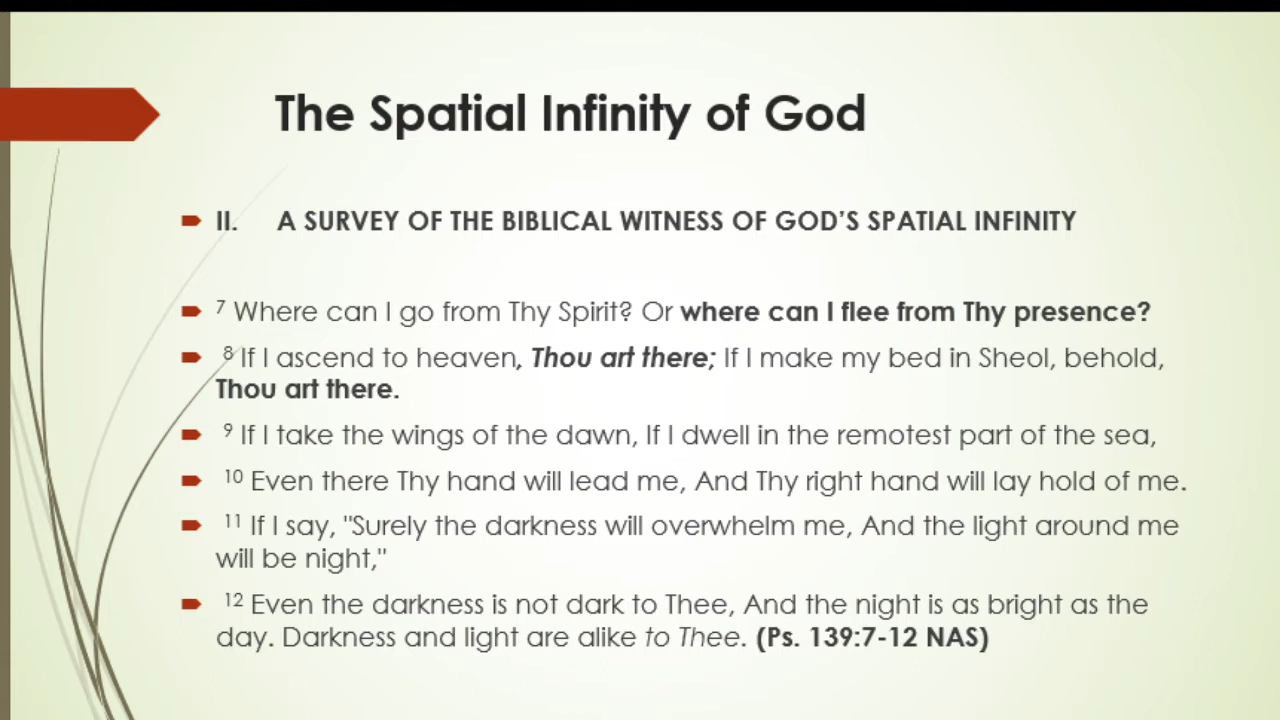 The Spatial Infinity of God
II. A SURVEY OF THE BIBLICAL WITNESS OF GOD'S SPATIAL INFINITY
⁷ Where can I go from Thy Spirit? Or where can I flee from Thy presence?
⁸ If I ascend to heaven, Thou art there; If I make my bed in Sheol, behold,
Thou art there.
⁹ If I take the wings of the dawn, If I dwell in the remotest part of the sea,
¹⁰ Even there Thy hand will lead me, And Thy right hand will lay hold of me.
¹¹ If I say, "Surely the darkness will overwhelm me, And the light around me
will be night,"
¹² Even the darkness is not dark to Thee, And the night is as bright as the
day. Darkness and light are alike to Thee. (Ps. 139:7-12 NAS)